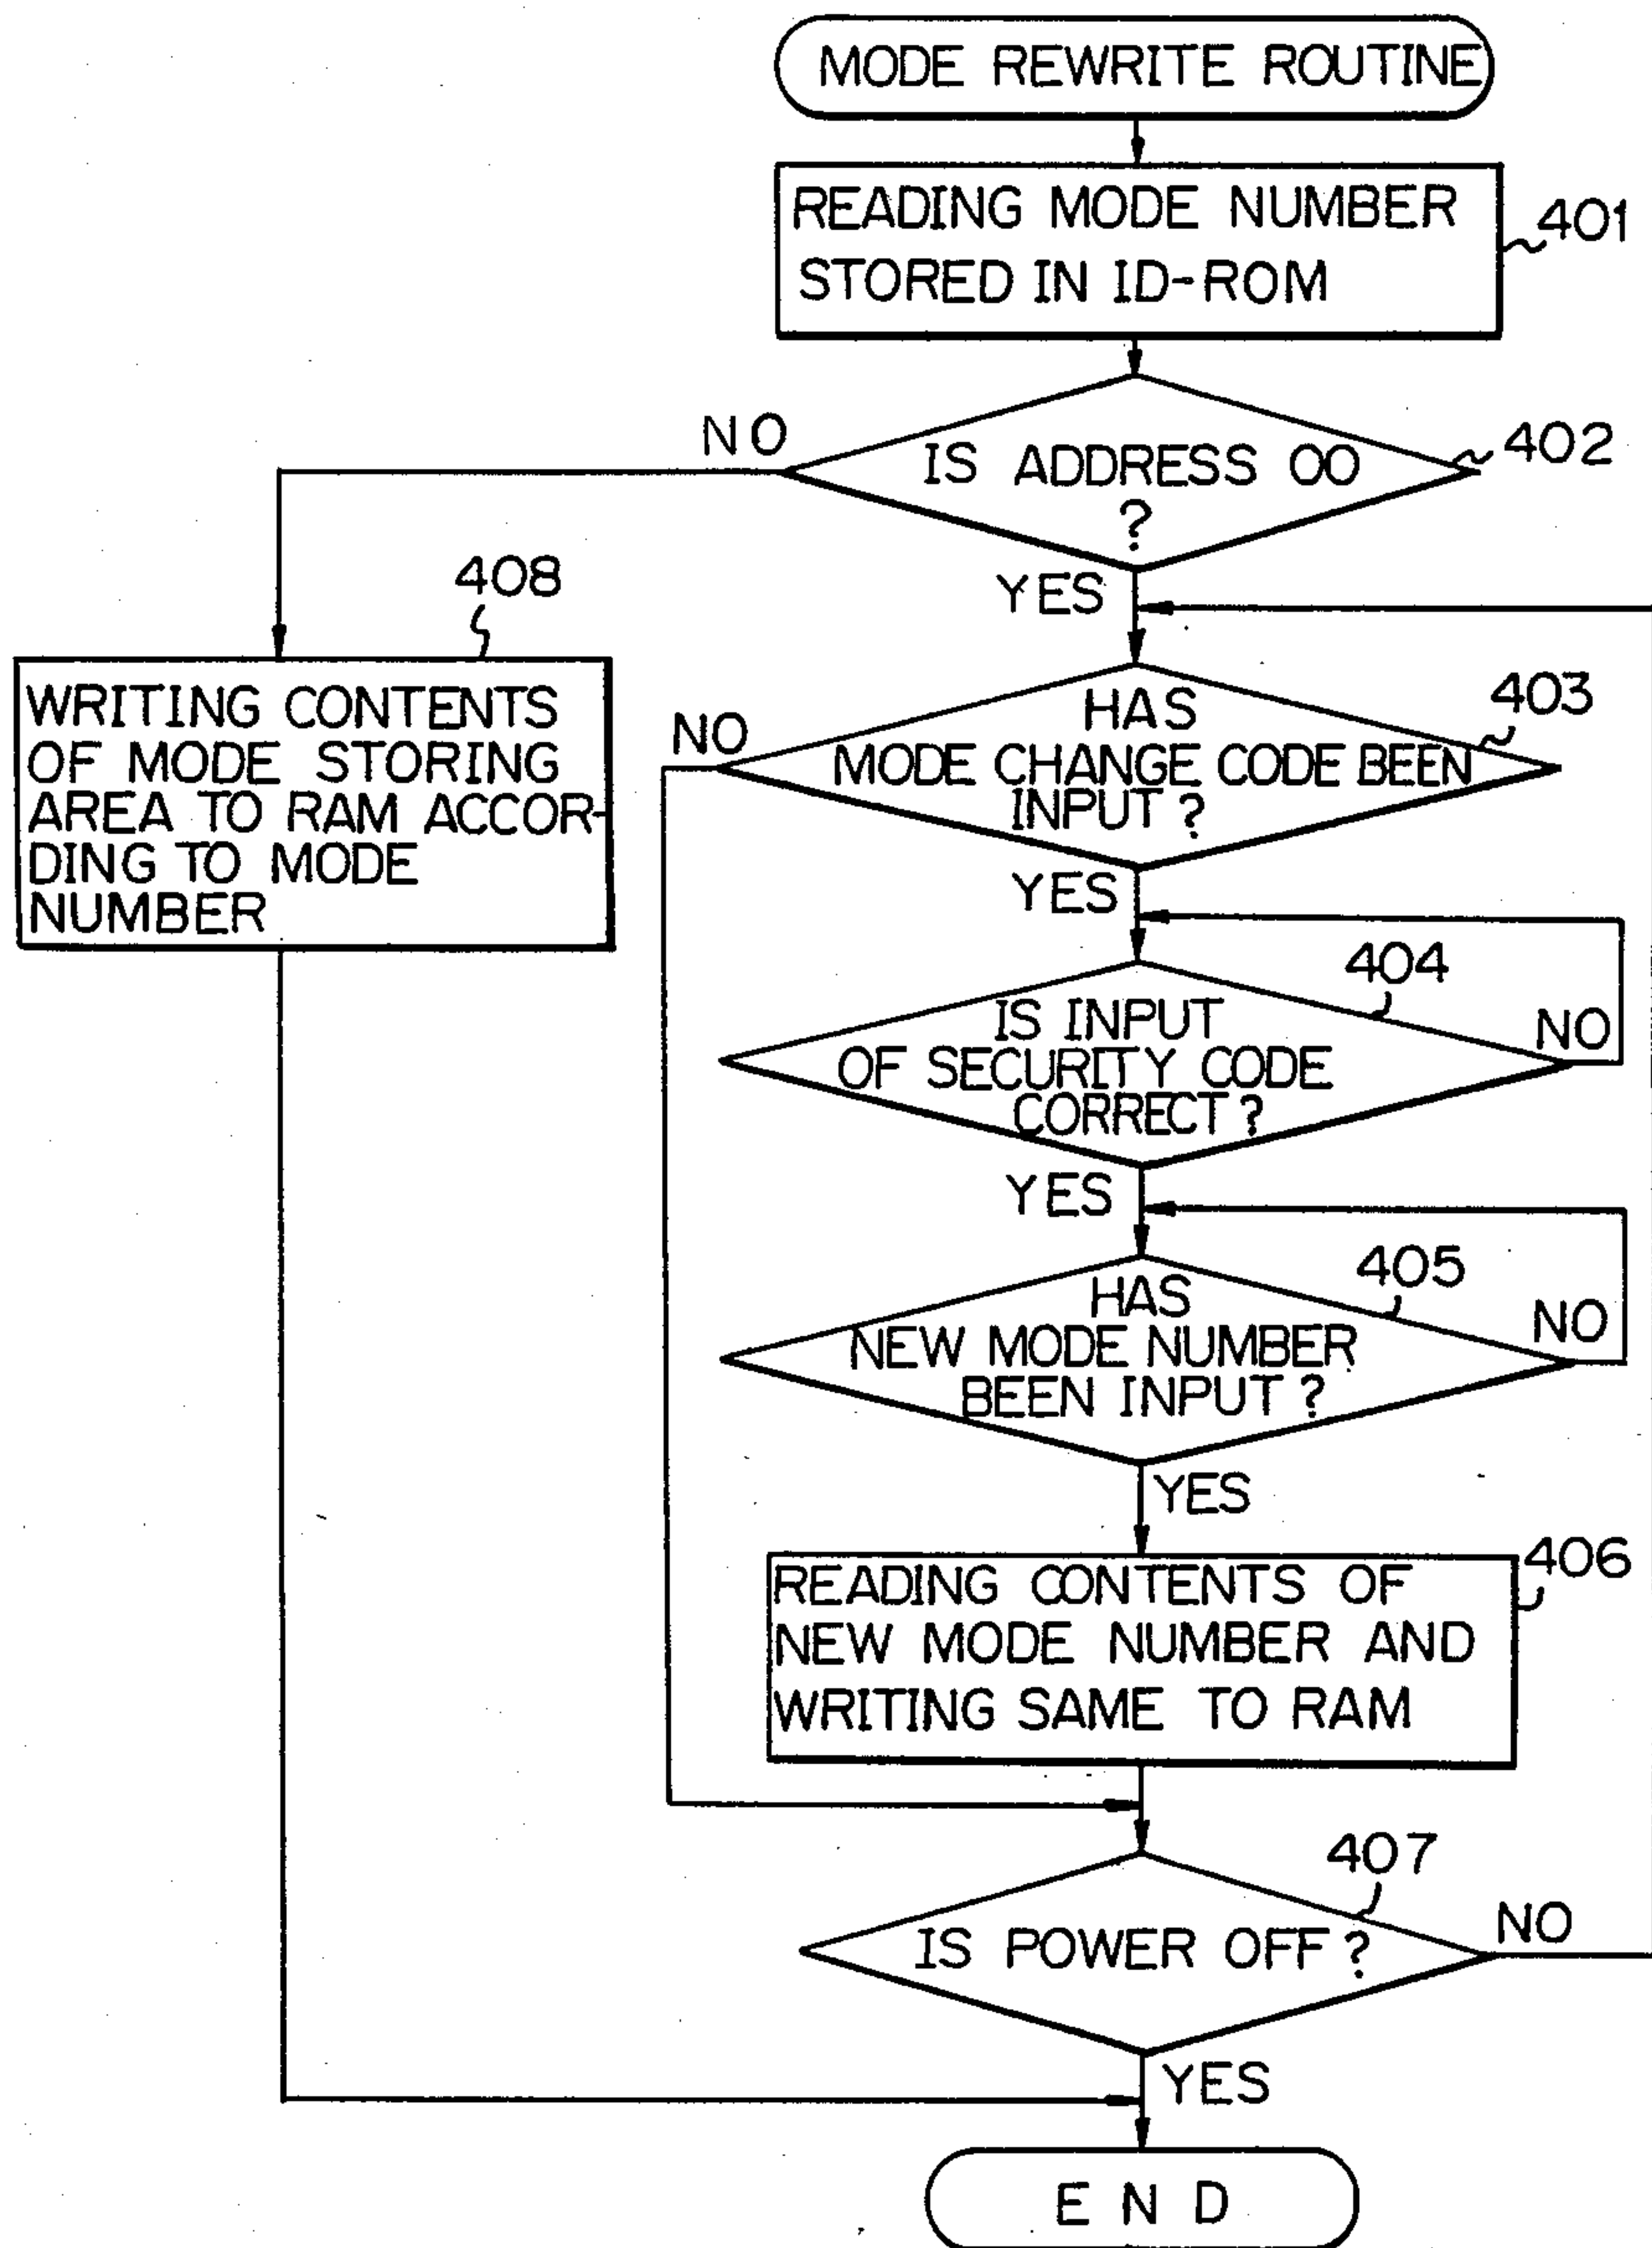 MODE REWRITE ROUTINE
READING MODE NUMBER
STORED IN ID-ROM
401
NO
IS ADDRESS 00
?
402
YES
408
WRITING CONTENTS
OF MODE STORING
AREA TO RAM ACCOR-
DING TO MODE
NUMBER
NO
HAS
MODE CHANGE CODE BEEN
INPUT?
403
YES
404
IS INPUT
OF SECURITY CODE
CORRECT?
NO
YES
405
HAS
NEW MODE NUMBER
BEEN INPUT?
NO
YES
406
READING CONTENTS OF
NEW MODE NUMBER AND
WRITING SAME TO RAM
407
IS POWER OFF?
NO
YES
END